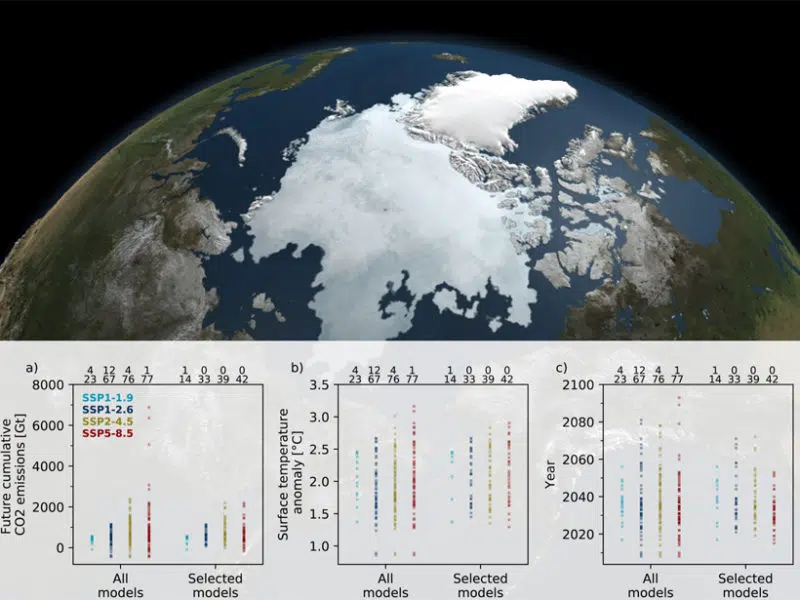 a)
4 12 4 1 1 0 0 0
23 67 76 77 14 33 39 42
8000
6000
4000
2000
0
Future cumulative
CO2 emissions [Gt]
SSP1-1.9
SSP1-2.6
SSP2-4.5
SSP5-8.5
All
models
Selected
models
b)
4 12 4 1 1 0 0 0
23 67 76 77 14 33 39 42
3.5
3.0
2.5
2.0
1.5
1.0
Surface temperature
anomaly [°C]
All
models
Selected
models
c)
4 12 4 1 1 0 0 0
23 67 76 77 14 33 39 42
2100
2080
2060
2040
2020
Year
All
models
Selected
models